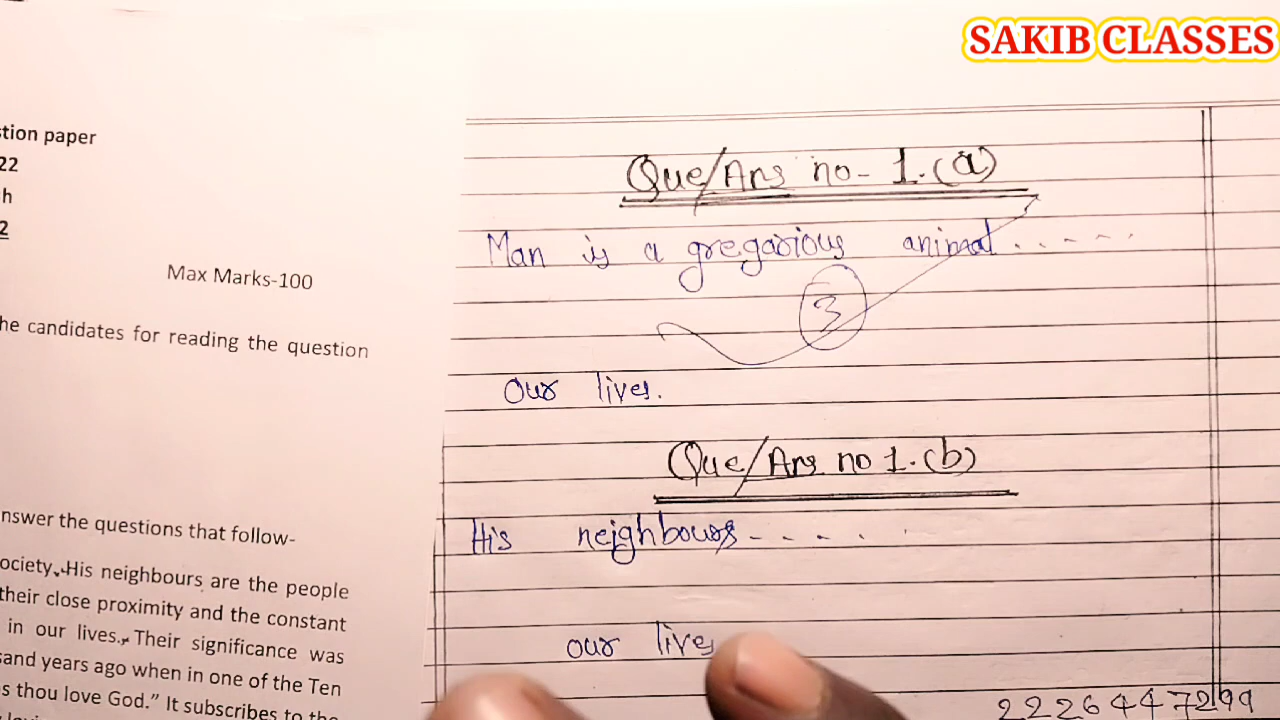 SAKIB CLASSES
stion paper
22
h
2
Max Marks-100
he candidates for reading the question
nswer the questions that follow-
ociety. His neighbours are the people
their close proximity and the constant
in our lives. Their significance was
sand years ago when in one of the Ten
s thou love God." It subscribes to the
Que/Ans no- 1.(a)
Man is a gregarious animal . . - - - .
3
Our lives.
Que/Ans no 1.(b)
His neighbours - - - - .
our lives
2226447299